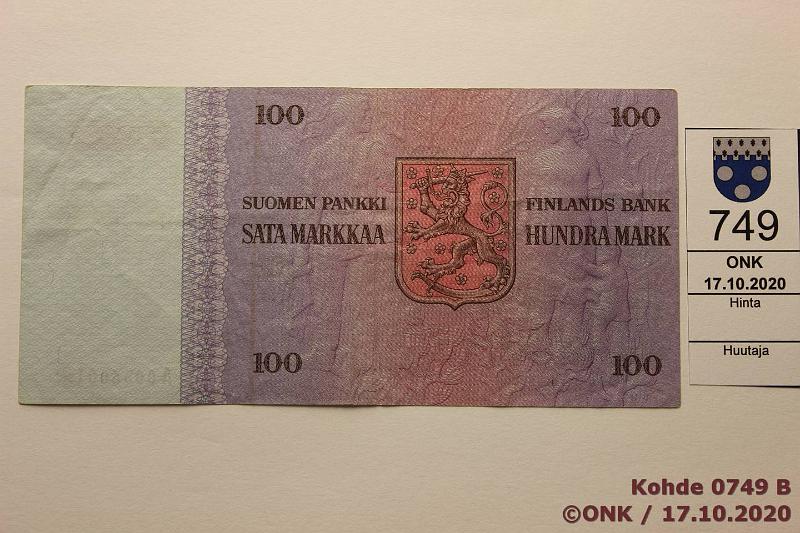 100 100
SUOMEN PANKKI FINLANDS BANK
SATA MARKKAA HUNDRA MARK
100 100
749
ONK
17.10.2020
Hinta
Huutaja
Kohde 0749 B
©ONK / 17.10.2020